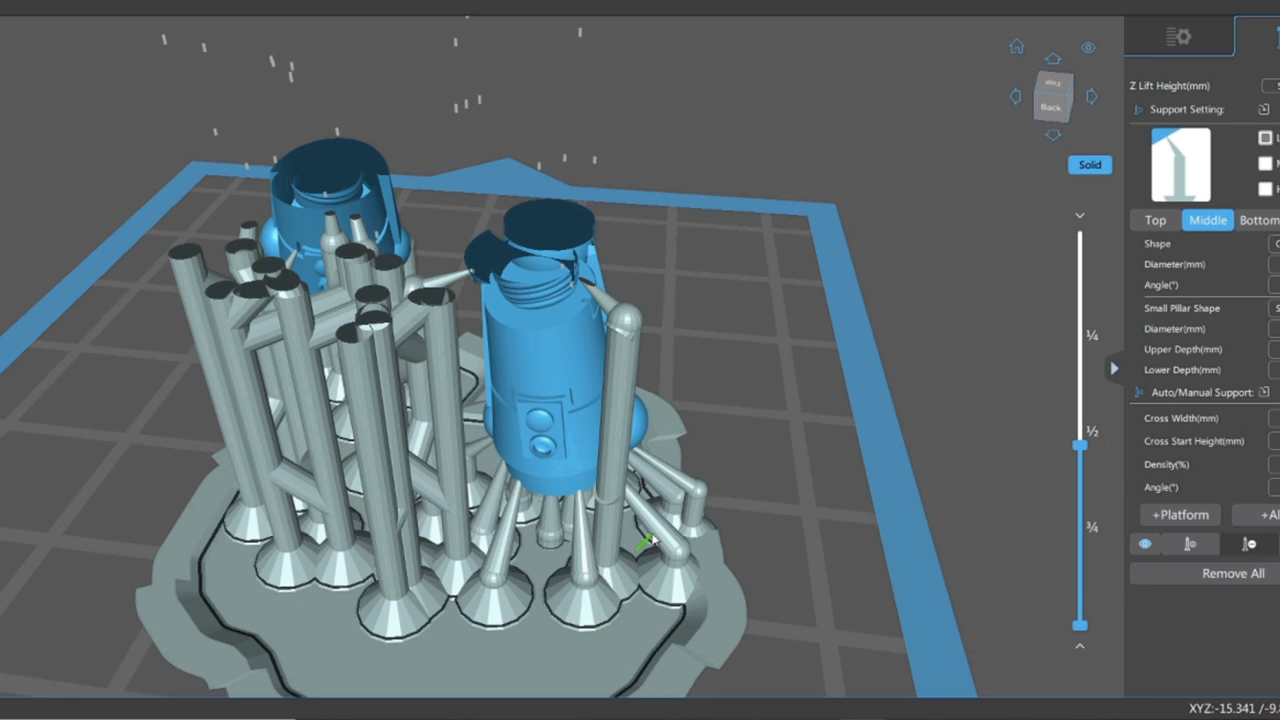 Back
Solid
¼
½
¾
Z Lift Height(mm)
Support Setting:
Top Middle Bottom
Shape
Diameter(mm)
Angle(°)
Small Pillar Shape
Diameter(mm)
Upper Depth(mm)
Lower Depth(mm)
Auto/Manual Support:
Cross Width(mm)
Cross Start Height(mm)
Density(%)
Angle(°)
+Platform
Remove All
XYZ:-15.341 /-9.